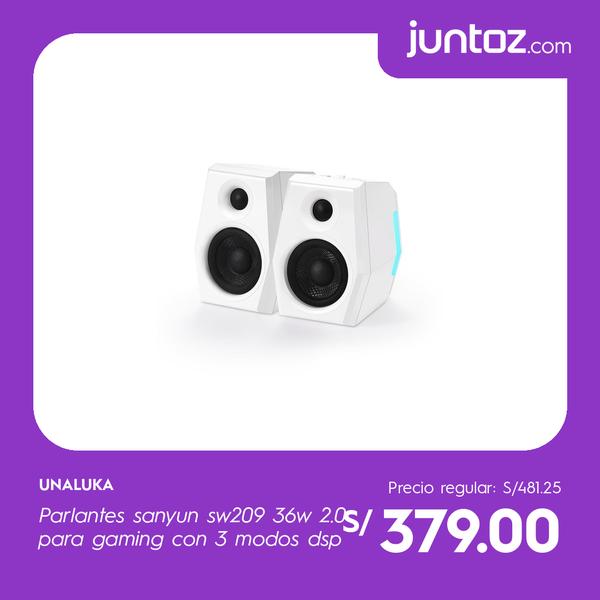 juntoz.com
UNALUKA
Precio regular: S/481.25
Parlantes sanyun sw209 36w 2.0
para gaming con 3 modos dsp
S/ 379.00